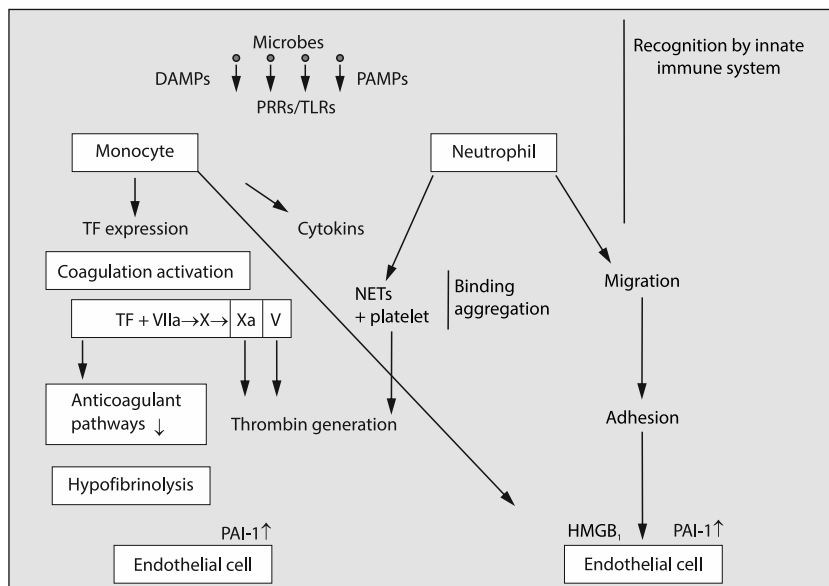 Microbes
DAMPs
PAMPs
PRRs/TLRs
Recognition by innate
immune system
Monocyte
Neutrophil
TF expression
Cytokins
Coagulation activation
NETs
+ platelet
Binding
aggregation
Migration
TF + VIIa→X→ Xa V
Anticoagulant
pathways ↓
Thrombin generation
Adhesion
Hypofibrinolysis
PAI-1↑
Endothelial cell
HMGB₁
PAI-1↑
Endothelial cell